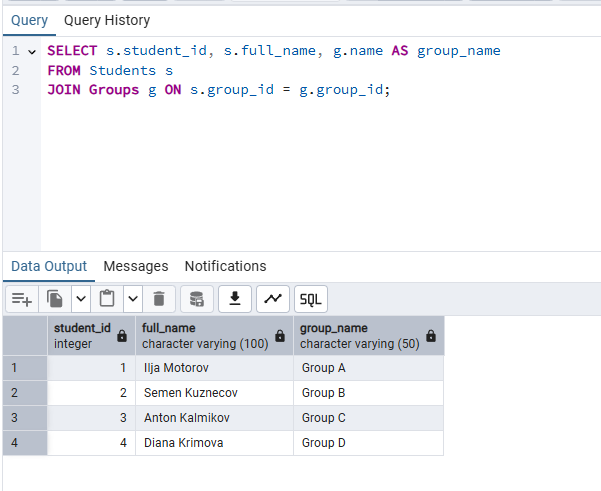 Query Query History
1 SELECT s.student_id, s.full_name, g.name AS group_name
2 FROM Students s
3 JOIN Groups g ON s.group_id = g.group_id;
Data Output Messages Notifications
SQL
student_id full_name group_name
integer character varying (100) character varying (50)
1 1 Ilja Motorov Group A
2 2 Semen Kuznecov Group B
3 3 Anton Kalmikov Group C
4 4 Diana Krimova Group D